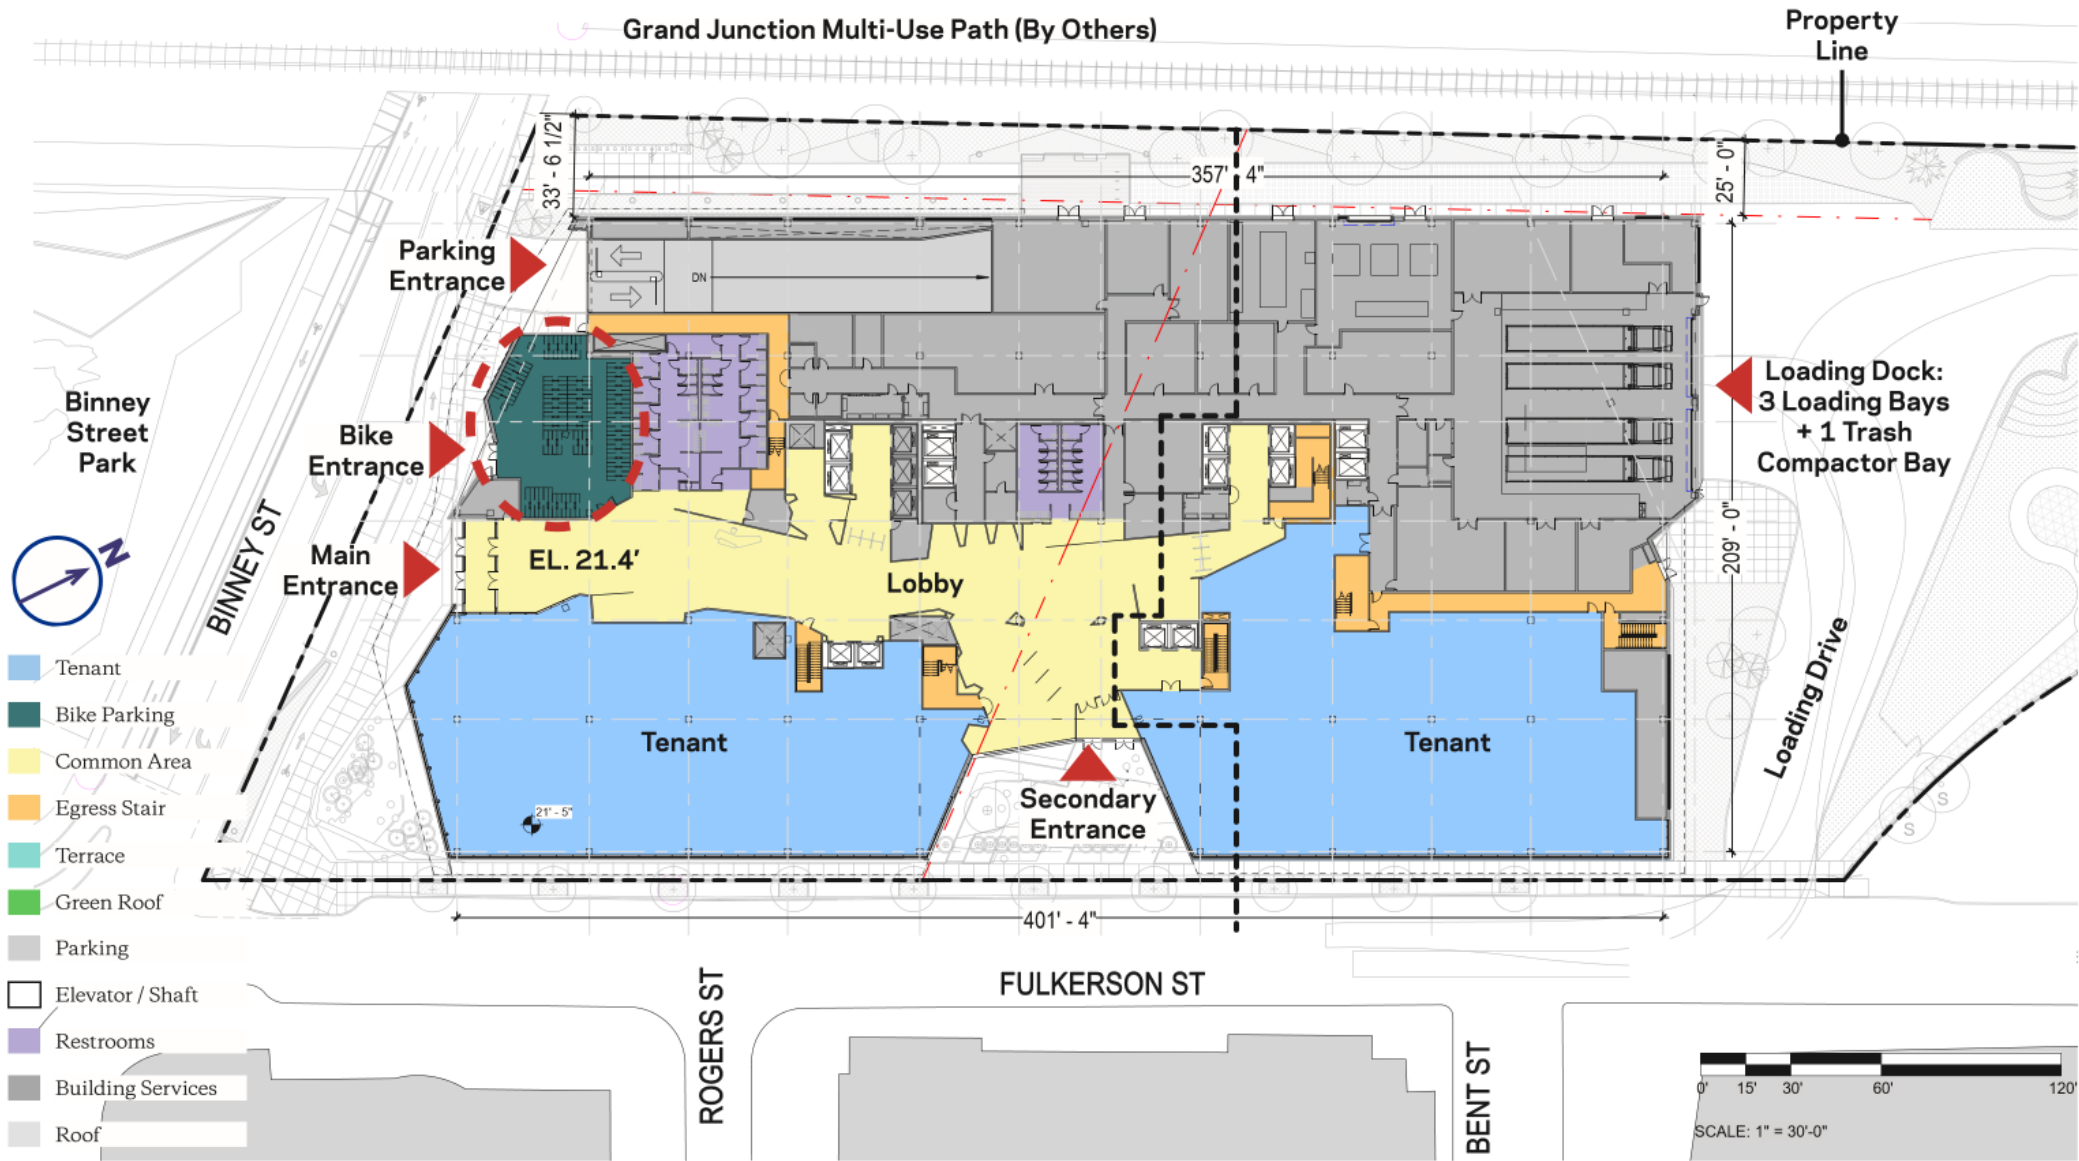 Grand Junction Multi-Use Path (By Others)
Property
Line
33' - 6 1/2"
357' 4"
25' - 0"
Parking
Entrance
DN
Binney
Street
Park
Bike
Entrance
Loading Dock:
3 Loading Bays
+ 1 Trash
Compactor Bay
BINNEY ST
N
Main
Entrance
EL. 21.4'
Lobby
209' - 0"
Loading Drive
Tenant
Bike Parking
Common Area
Egress Stair
Terrace
Green Roof
Parking
Elevator / Shaft
Restrooms
Building Services
Roof
Tenant
Tenant
21' - 5"
Secondary
Entrance
S
S
401' - 4"
FULKERSON ST
ROGERS ST
BENT ST
0' 15' 30' 60' 120'
SCALE: 1" = 30'-0"